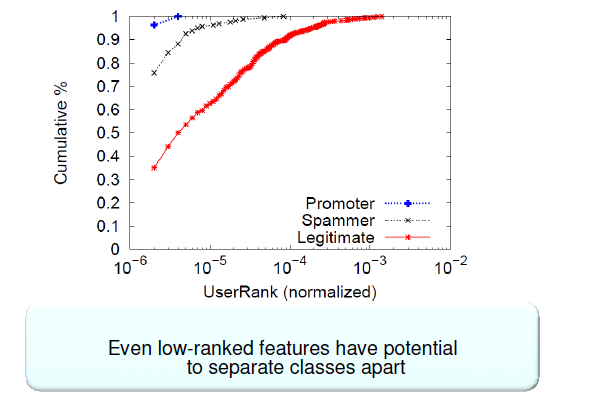 1
0.9
0.8
0.7
0.6
0.5
0.4
0.3
0.2
0.1
0
Cumulative %
Promoter
Spammer
Legitimate
10⁻⁶ 10⁻⁵ 10⁻⁴ 10⁻³ 10⁻²
UserRank (normalized)
Even low-ranked features have potential
to separate classes apart